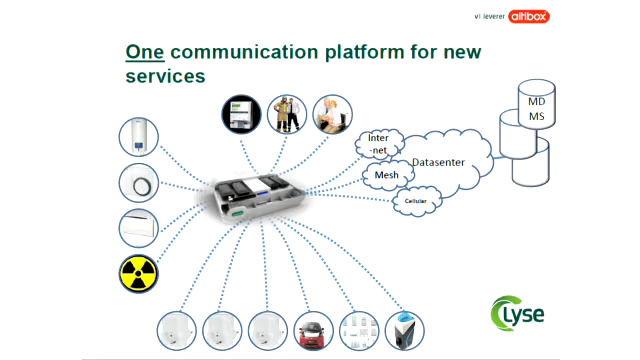 vi leverer altibox
One communication platform for new
services
MD
MS
Inter
-net
Datasenter
Mesh
Cellular
Lyse